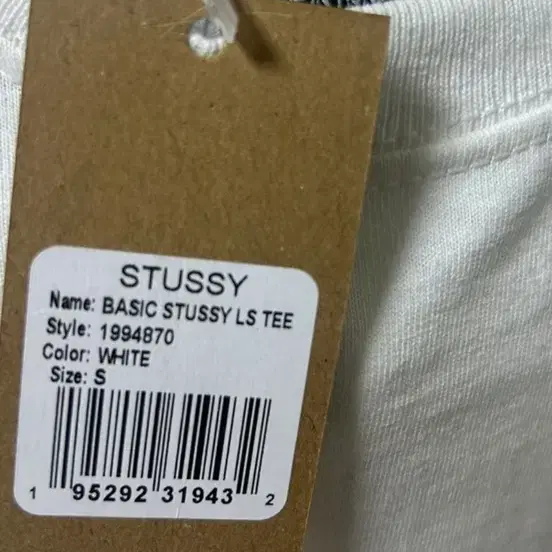 STUSSY
Name: BASIC STUSSY LS TEE
Style: 1994870
Color: WHITE
Size: S
1 95292 31943 2